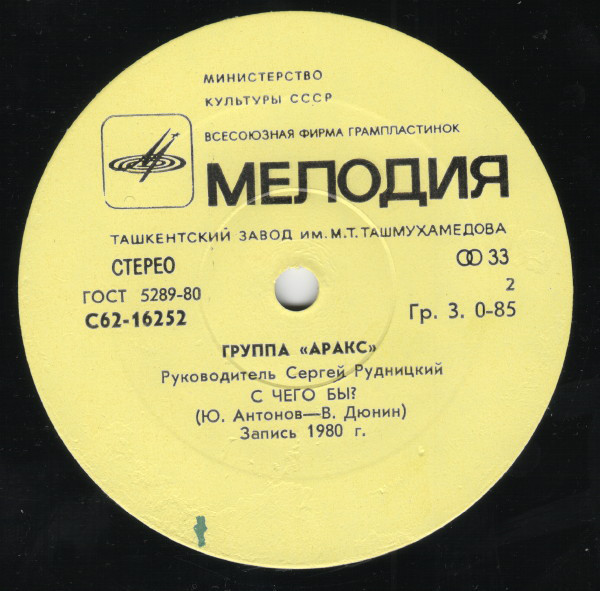 МИНИСТЕРСТВО
КУЛЬТУРЫ СССР
ВСЕСОЮЗНАЯ ФИРМА ГРАМПЛАСТИНОК
МЕЛОДИЯ
ТАШКЕНТСКИЙ ЗАВОД ИМ. М.Т. ТАШМУХАМЕДОВА
СТЕРЕО 33
ГОСТ 5289-80 2
С62-16252 Гр. 3. 0-85
ГРУППА «АРАКС»
Руководитель Сергей Рудницкий
С ЧЕГО БЫ?
(Ю. Антонов—В. Дюнин)
Запись 1980 г.